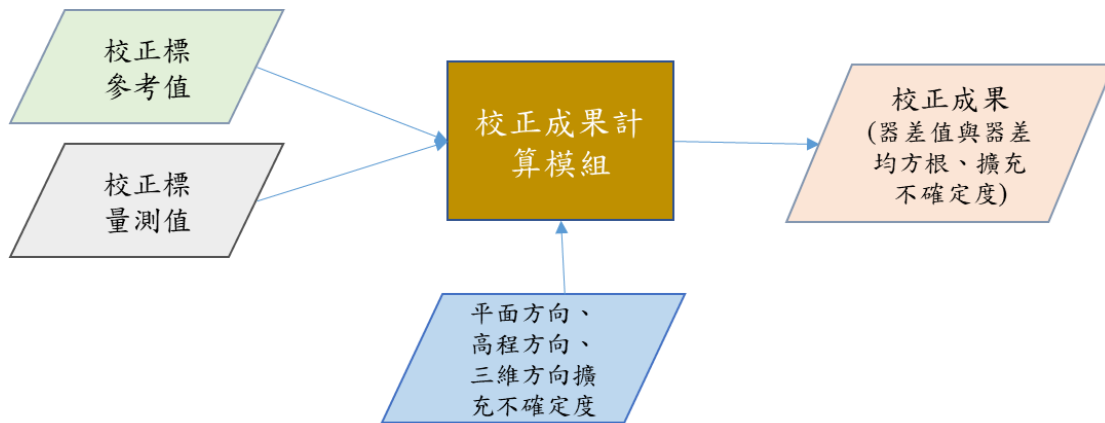 校正標
參考值
校正標
量測值
校正成果計
算模組
平面方向、
高程方向、
三維方向擴
充不確定度
校正成果
(器差值與器差
均方根、擴充
不確定度)